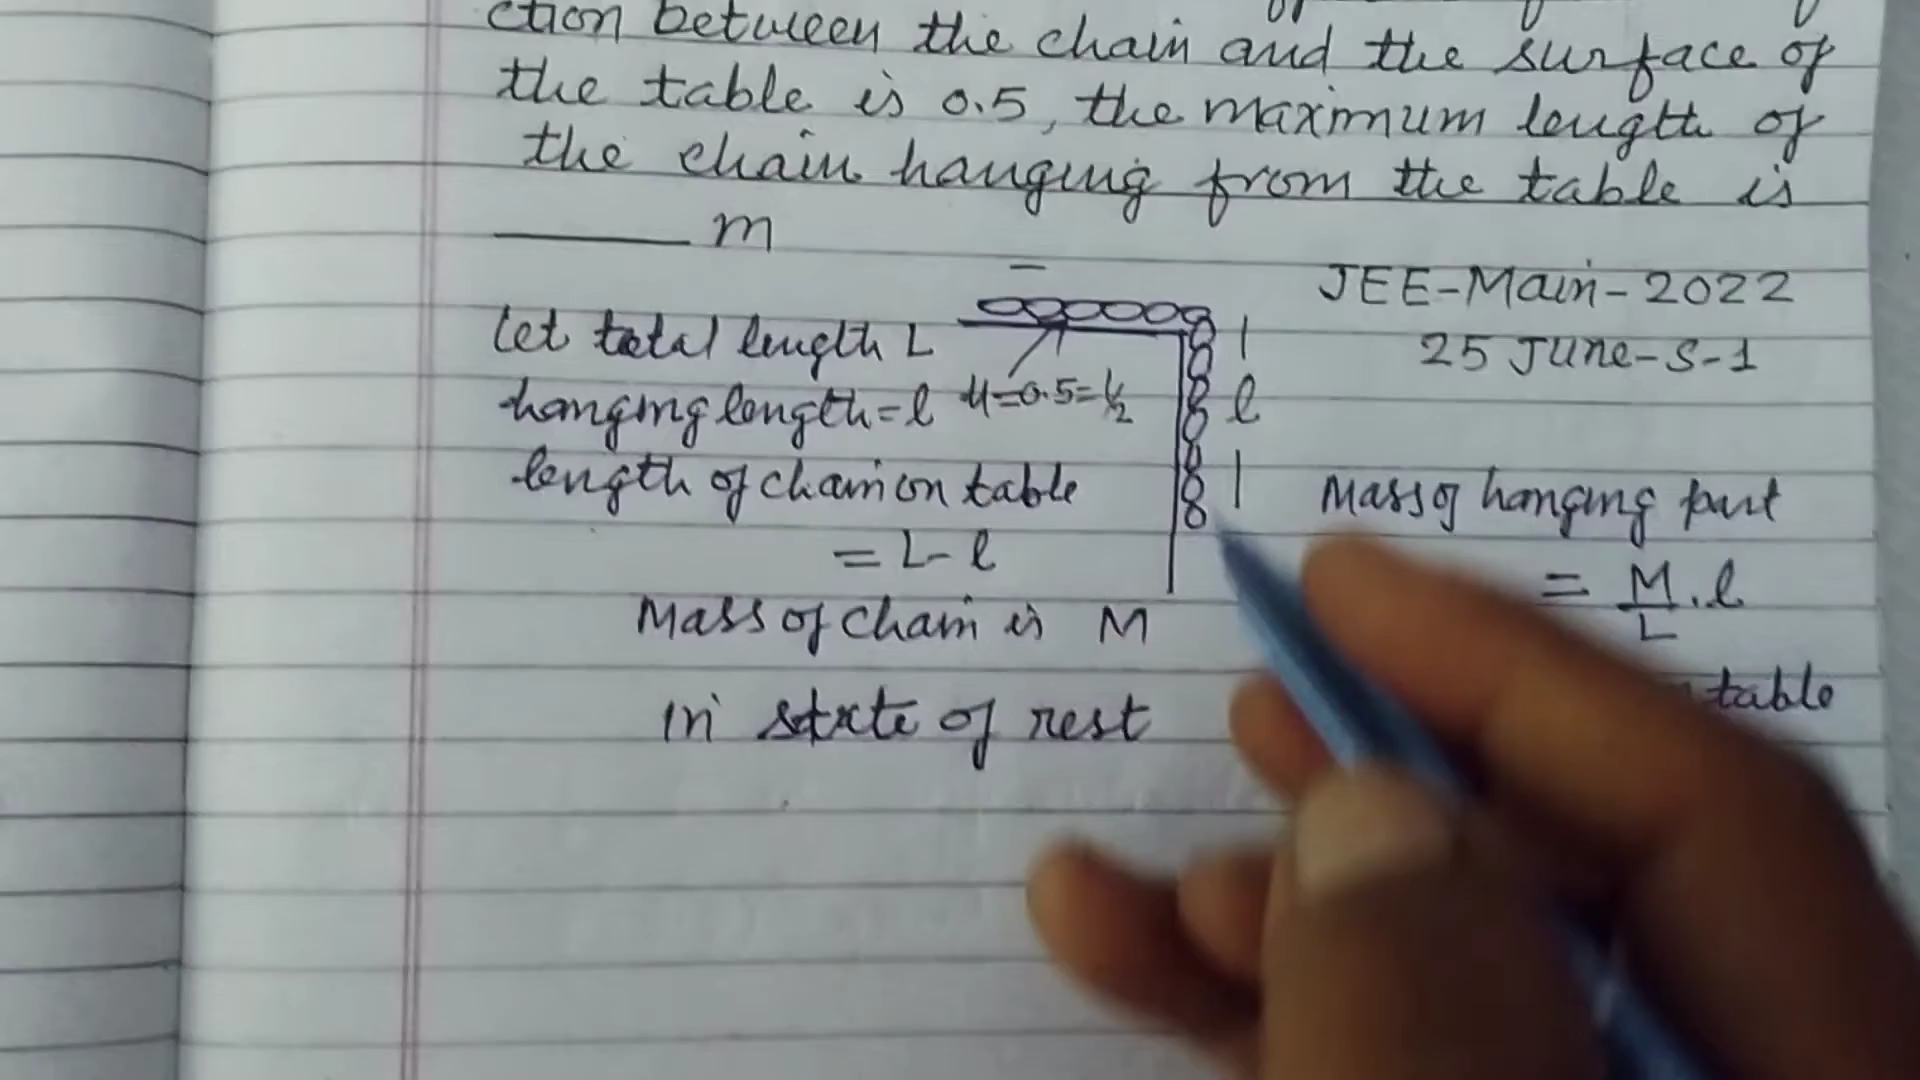 ction between the chain and the surface of
the table is 0.5, the maximum length of
the chain hanging from the table is
_______ m
JEE-Main-2022
25 June-S-1
Let total length L
hanging length = l
μ=0.5=1/2
l
length of chain on table
= L - l
Mass of hanging part
= M/L . l
Mass of chain is M
table
in state of rest